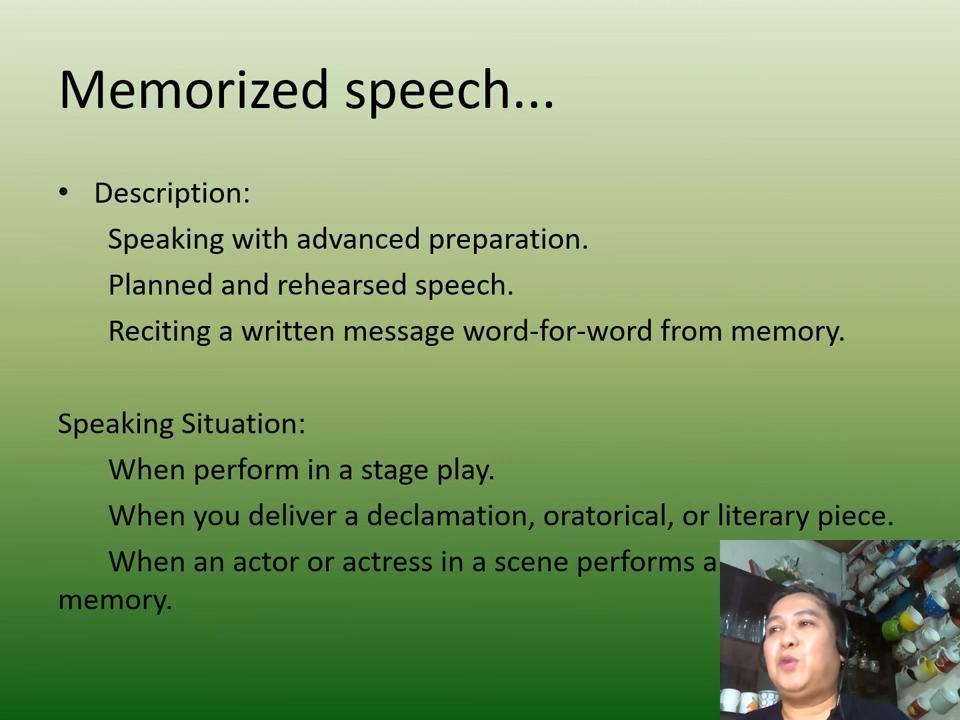 Memorized speech...
• Description:
Speaking with advanced preparation.
Planned and rehearsed speech.
Reciting a written message word-for-word from memory.
Speaking Situation:
When perform in a stage play.
When you deliver a declamation, oratorical, or literary piece.
When an actor or actress in a scene performs a
memory.